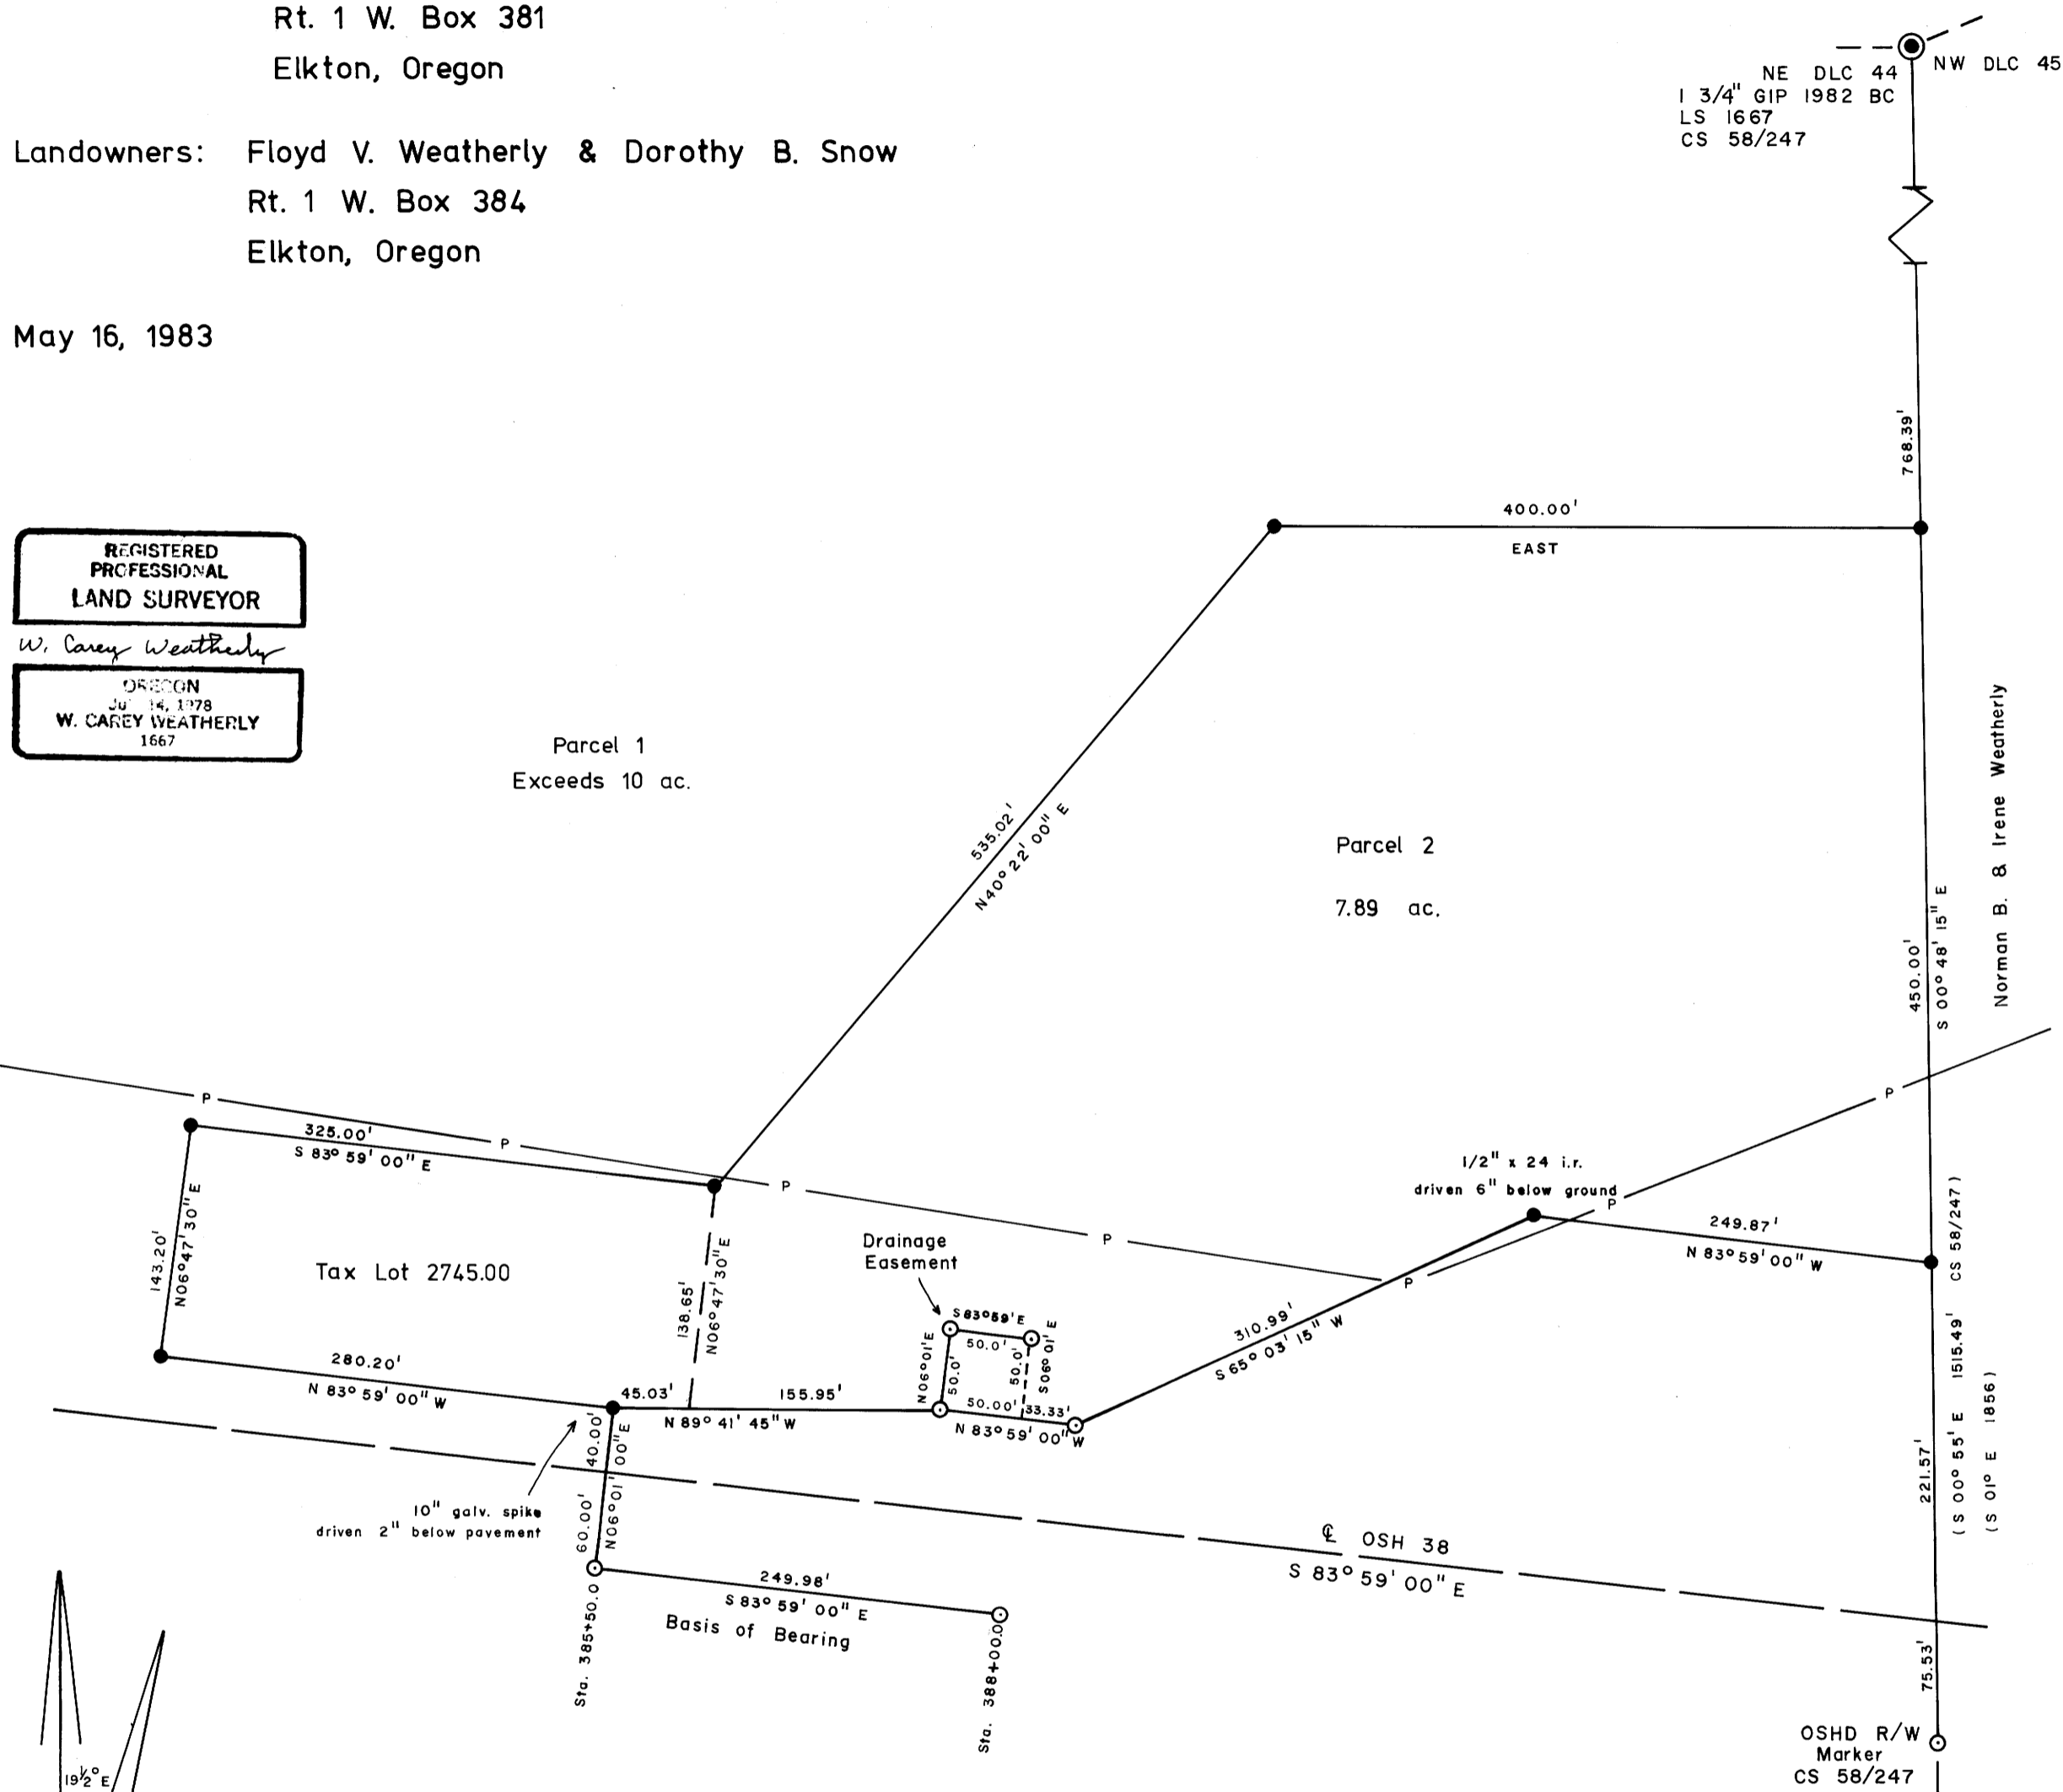 Rt. 1 W. Box 381
Elkton, Oregon
Landowners: Floyd V. Weatherly & Dorothy B. Snow
Rt. 1 W. Box 384
Elkton, Oregon
May 16, 1983
NW DLC 45
NE DLC 44
1 3/4" GIP 1982 BC
LS 1667
CS 58/247
768.39'
400.00'
EAST
REGISTERED
PROFESSIONAL
LAND SURVEYOR
W. Carey Weatherly
OREGON
14, 1978
W. CAREY WEATHERLY
1667
Parcel 1
Exceeds 10 ac.
535.02'
N40° 22' 00" E
Parcel 2
7.89 ac.
450.00'
S 00° 48' 15" E
Norman B. & Irene Weatherly
P
P
P
P
P
P
P
325.00'
S 83° 59' 00" E
143.20'
N06° 47' 30" E
Tax Lot 2745.00
138.65'
N06° 47' 30" E
280.20'
N 83° 59' 00" W
45.03'
155.95'
N 89° 41' 45" W
Drainage
Easement
S 83° 59' E
50.0'
N 06° 01' E
50.0'
50.0'
S 06° 01' E
50.00'
33.33'
N 83° 59' 00" W
1/2" x 24 i.r.
driven 6" below ground
310.99'
S 65° 03' 15" W
249.87'
N 83° 59' 00" W
CS 58/247)
(S 00° 55' E 1515.49'
(S 01° E 1856)
221.57'
40.00'
60.00'
N06° 01' 00" E
10" galv. spike
driven 2" below pavement
℄ OSH 38
S 83° 59' 00" E
249.98'
S 83° 59' 00" E
Basis of Bearing
Sta. 385+50.0
Sta. 388+00.0
75.53'
OSHD R/W
Marker
CS 58/247
19½° E